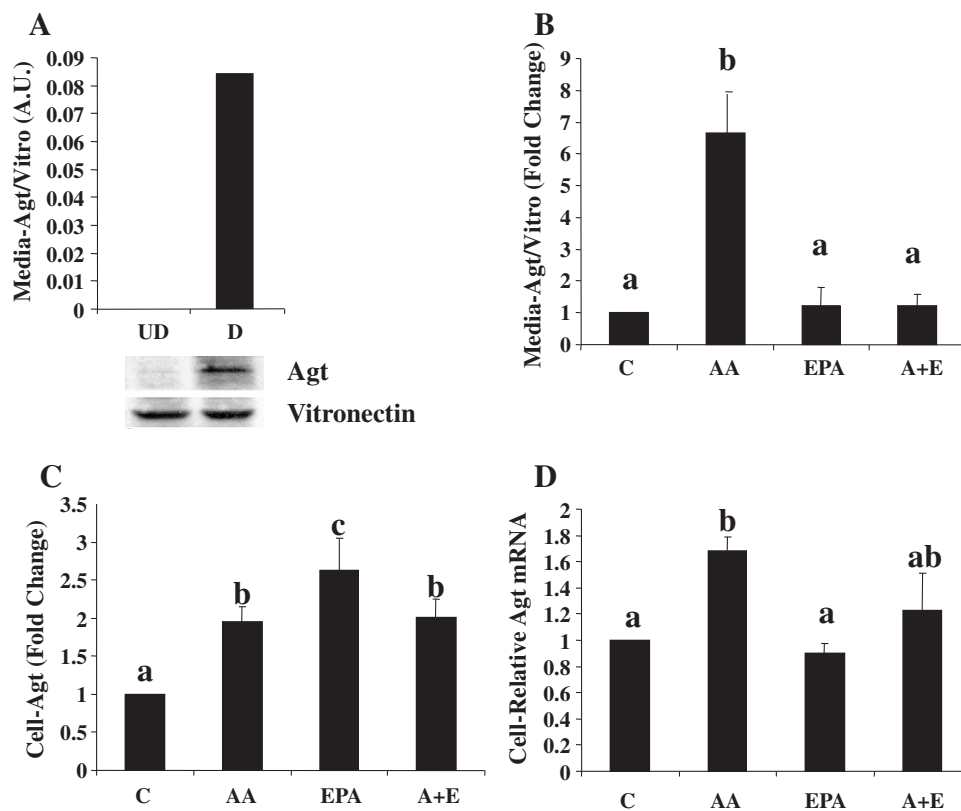 A
Media-Agt/Vitro (A.U.)
0.09
0.08
0.07
0.06
0.05
0.04
0.03
0.02
0.01
0
UD D
Agt
Vitronectin
B
Media-Agt/Vitro (Fold Change)
9
8
7
6
5
4
3
2
1
0
a b a a
C AA EPA A+E
C
Cell-Agt (Fold Change)
3.5
3
2.5
2
1.5
1
0.5
0
a b c b
C AA EPA A+E
D
Cell-Relative Agt mRNA
2
1.8
1.6
1.4
1.2
1
0.8
0.6
0.4
0.2
0
a b a ab
C AA EPA A+E